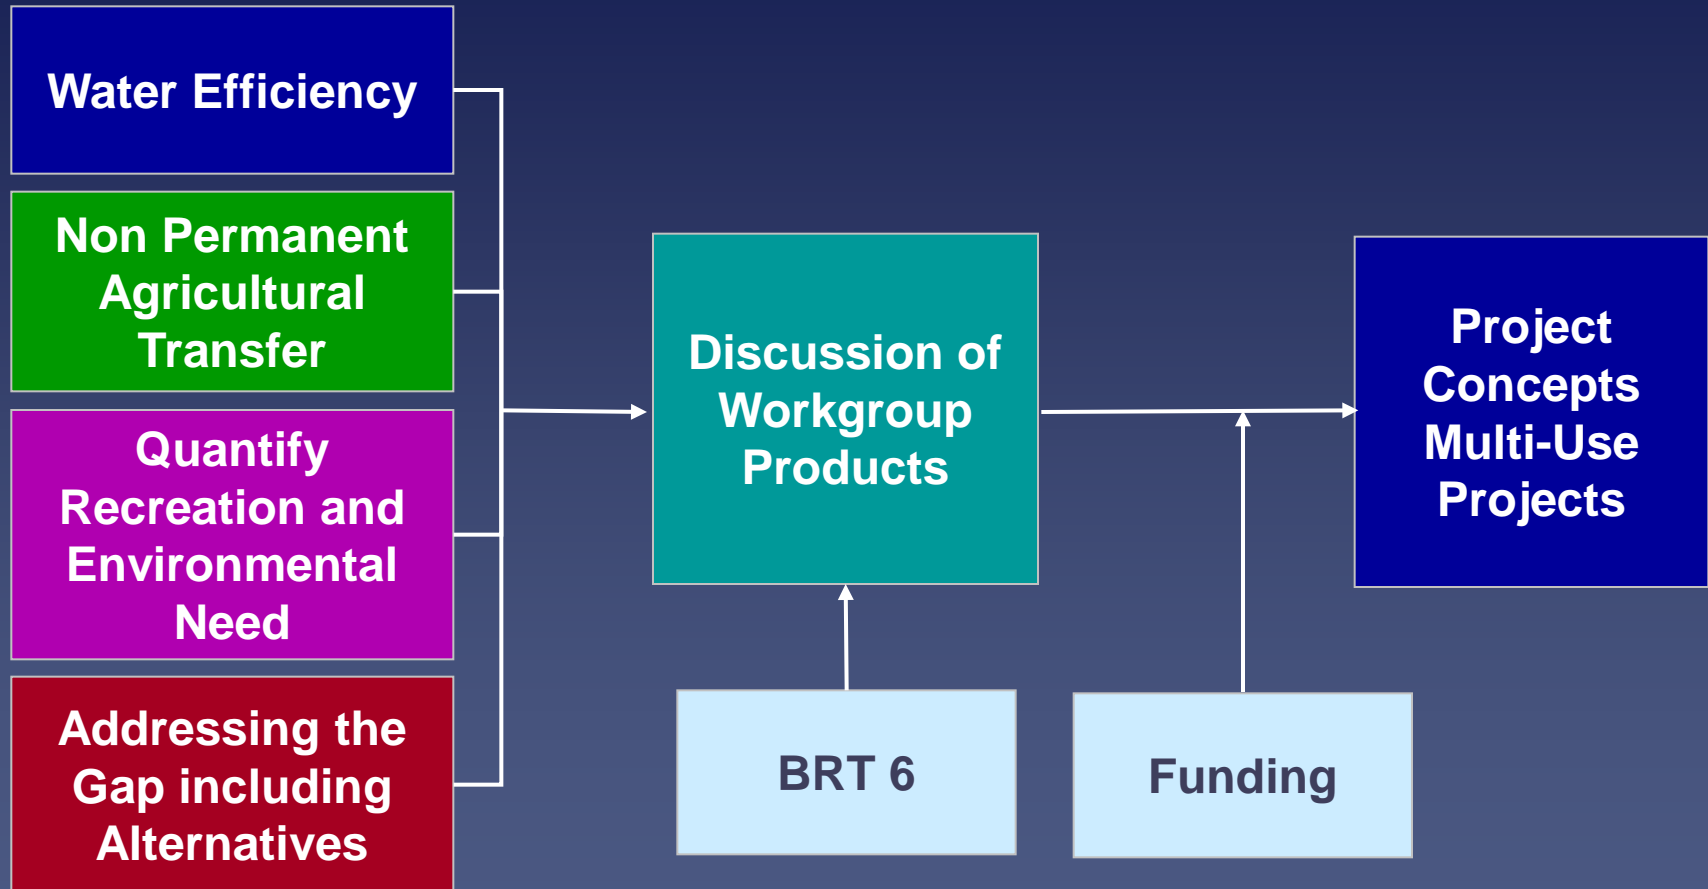 Water Efficiency
Non Permanent
Agricultural
Transfer
Quantify
Recreation and
Environmental
Need
Addressing the
Gap including
Alternatives
Discussion of
Workgroup
Products
BRT 6
Funding
Project
Concepts
Multi-Use
Projects